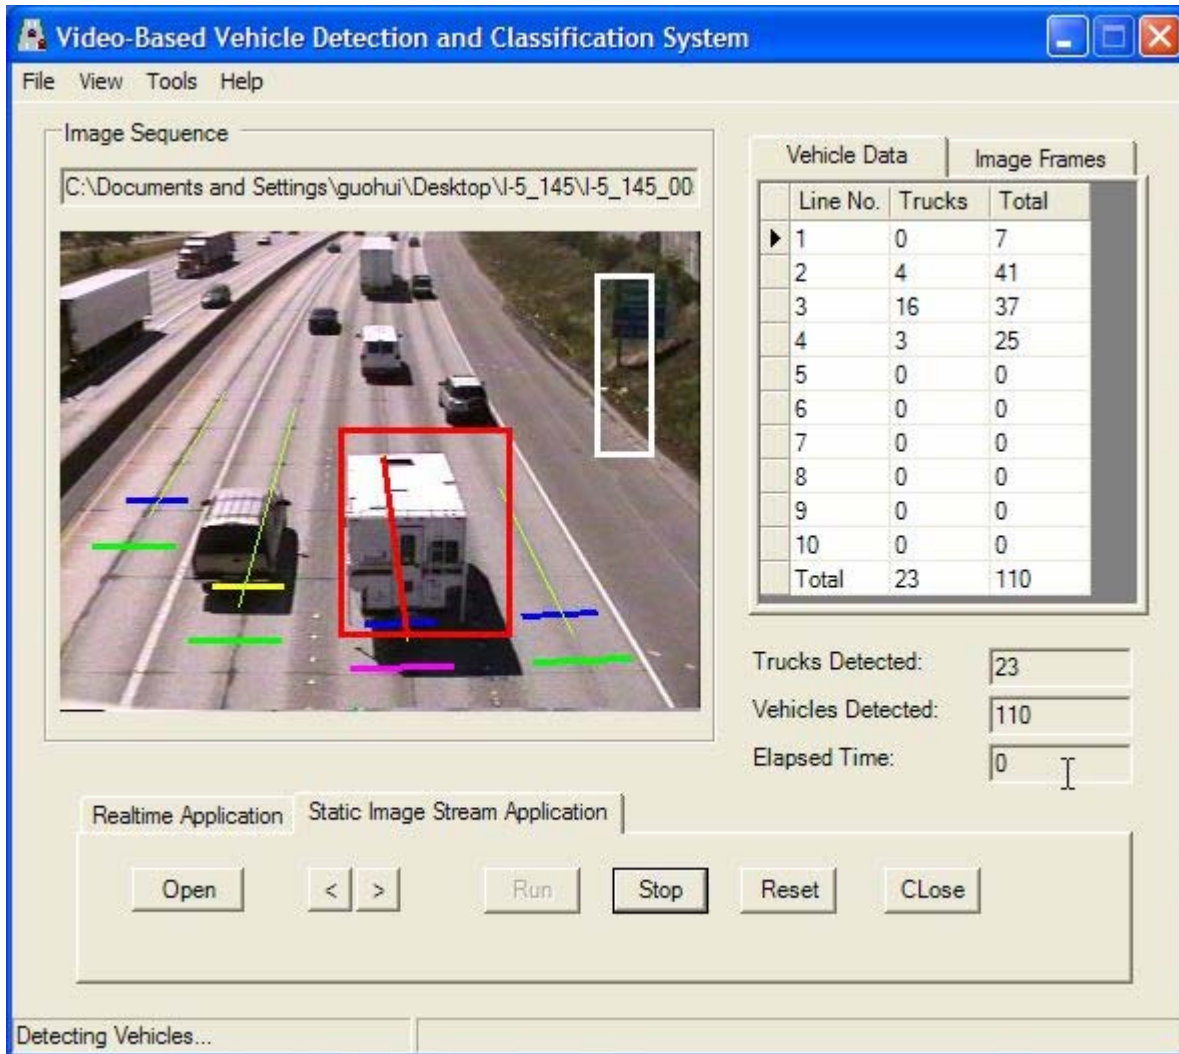 Video-Based Vehicle Detection and Classification System
File View Tools Help
Image Sequence
C:\Documents and Settings\guohui\Desktop\I-5_145\I-5_145_00
Vehicle Data Image Frames
Line No. Trucks Total
1 0 7
2 4 41
3 16 37
4 3 25
5 0 0
6 0 0
7 0 0
8 0 0
9 0 0
10 0 0
Total 23 110
Trucks Detected: 23
Vehicles Detected: 110
Elapsed Time: 0
Realtime Application Static Image Stream Application
Open < > Run Stop Reset CLose
Detecting Vehicles...